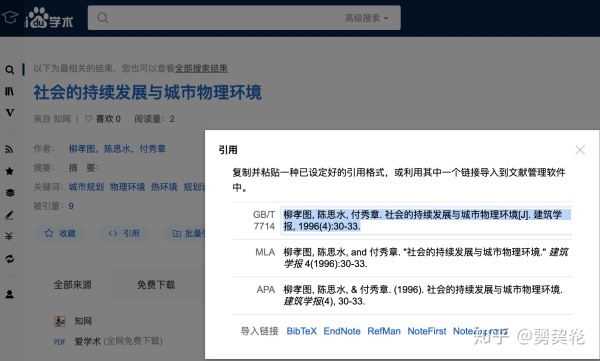 Bai du 学术
高级搜索
以下为最相关的结果，您也可以查看全部搜索结果
社会的持续发展与城市物理环境
来自 知网 | ♡ 喜欢 0 阅读量：2
作者： 柳孝图，陈思水，付秀章
摘要： 摘 要：
关键词： 城市规划 物理环境 热环境 规划设
被引量： 9
收藏 <> 引用 批量引
全部来源 免费下载
知网
PDF 爱学术 (全网免费下载)
引用
复制并粘贴一种已设定好的引用格式，或利用其中一个链接导入到文献管理软件
中。
GB/T 7714 柳孝图, 陈思水, 付秀章. 社会的持续发展与城市物理环境[J]. 建筑学
报, 1996(4):30-33.
MLA 柳孝图, 陈思水, and 付秀章. "社会的持续发展与城市物理环境." 建筑
学报 4(1996):30-33.
APA 柳孝图, 陈思水, & 付秀章. (1996). 社会的持续发展与城市物理环境.
建筑学报(4), 30-33.
导入链接 BibTeX EndNote RefMan NoteFirst
知乎